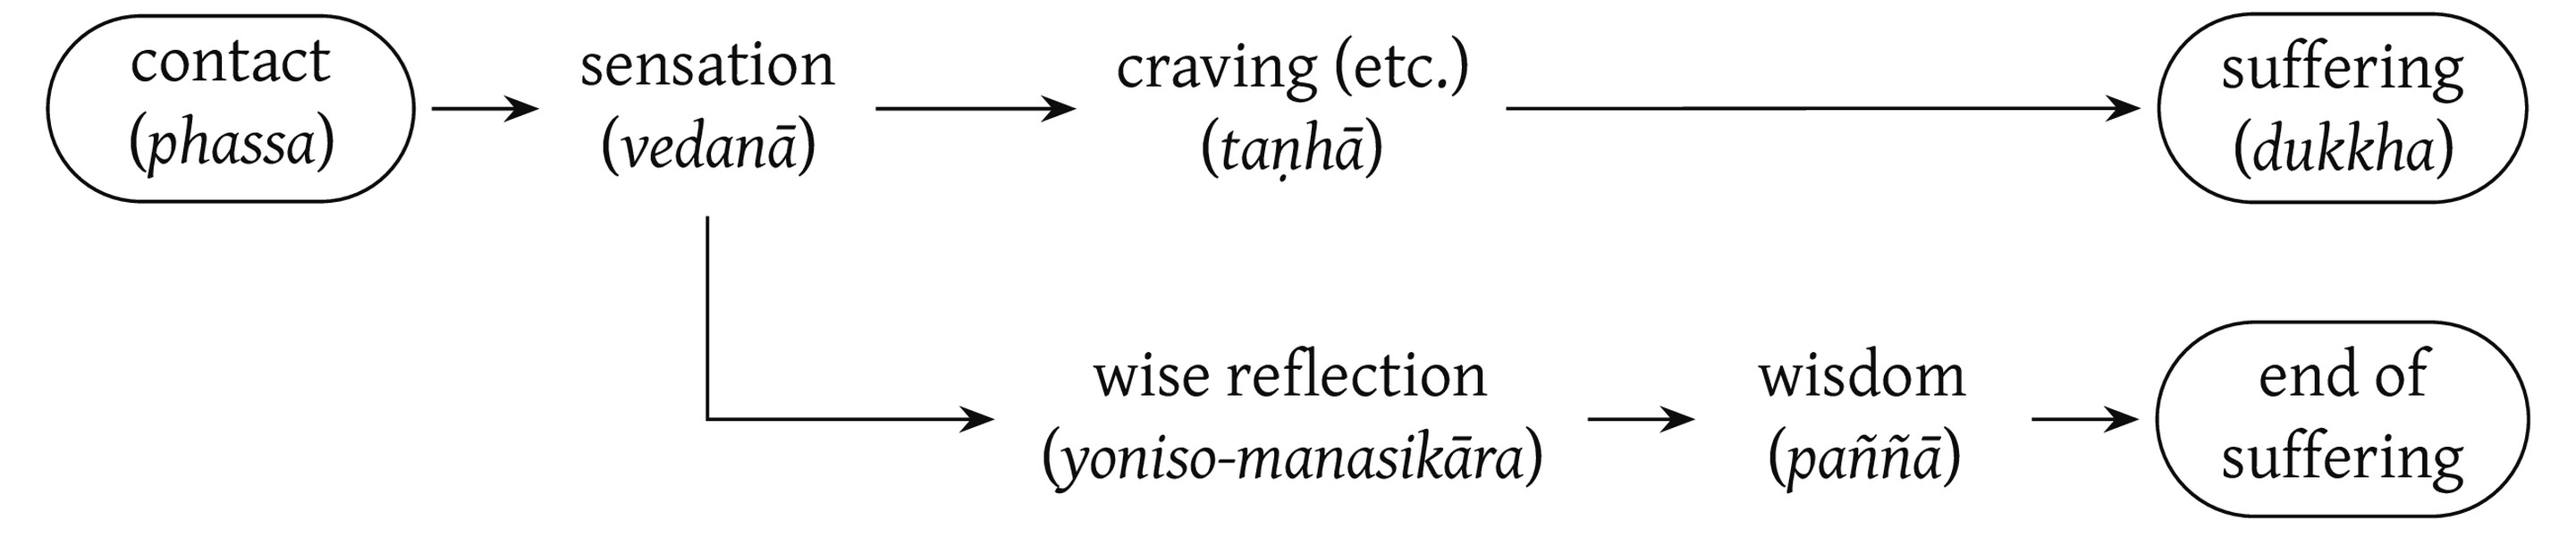 contact
(phassa)
sensation
(vedanā)
craving (etc.)
(taṇhā)
suffering
(dukkha)
wise reflection
(yoniso-manasikāra)
wisdom
(paññā)
end of
suffering